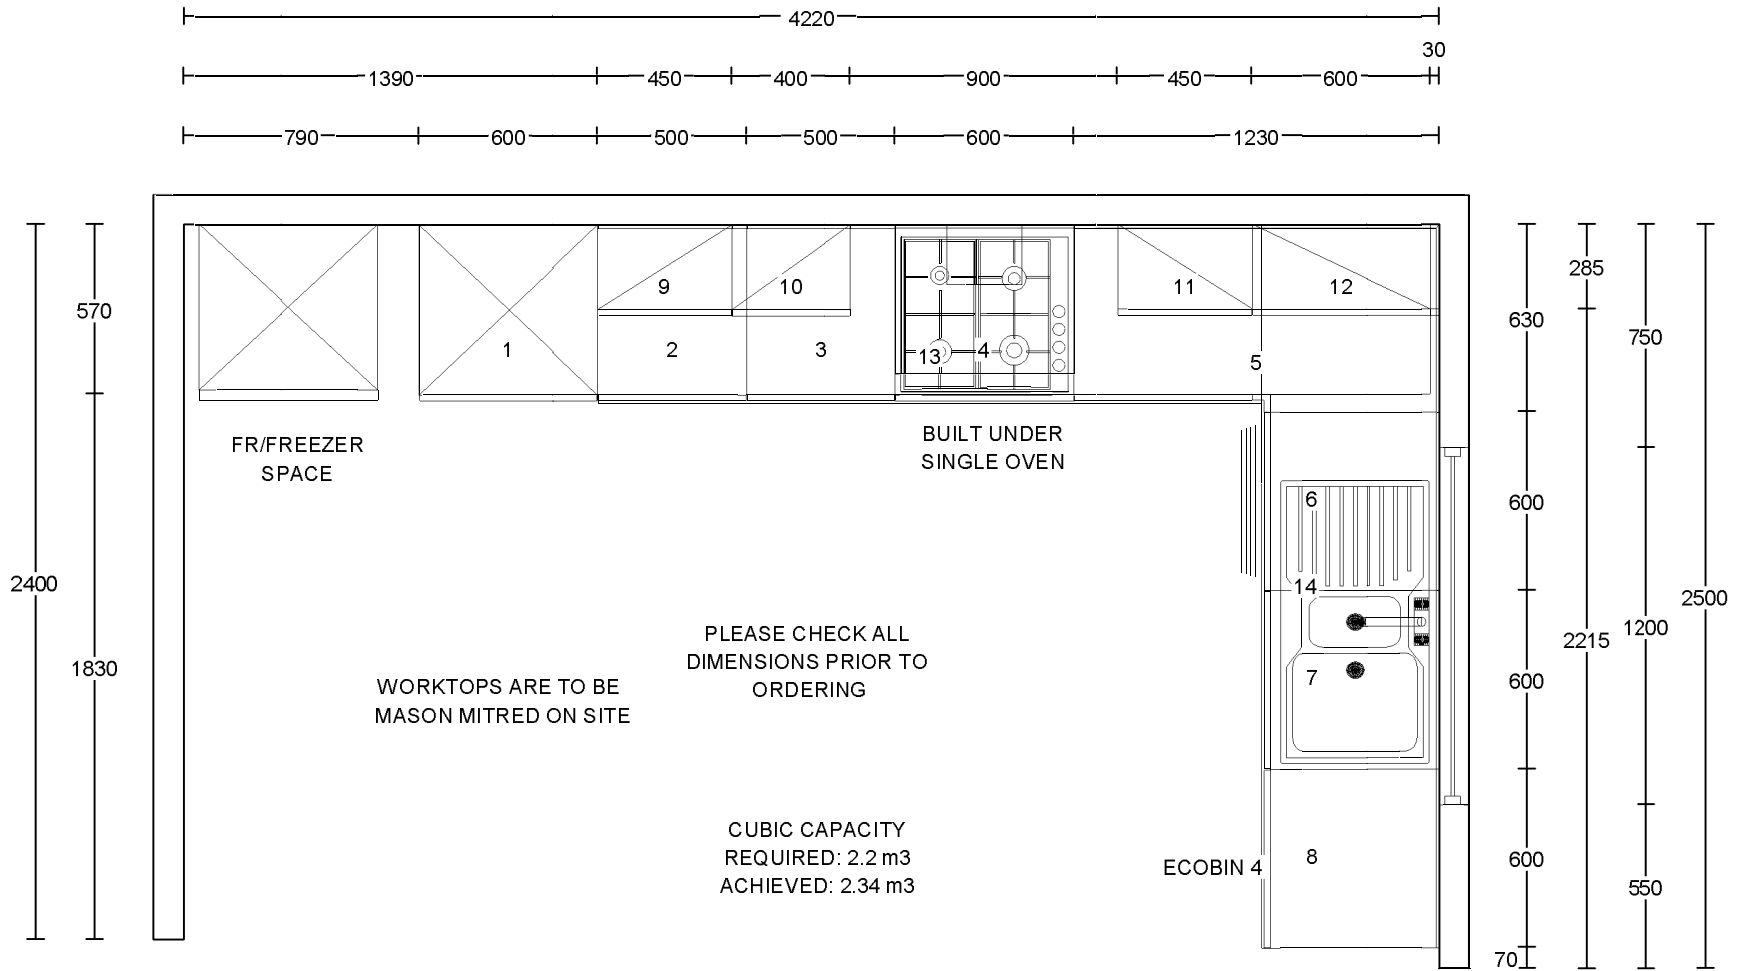 4220
30
1390 450 400 900 450 600
790 600 500 500 600 1230
285
9 10 11 12
570 630
750
1 2 3 13 4 5
FR/FREEZER
SPACE
BUILT UNDER
SINGLE OVEN
6
600
2400
14
2500
PLEASE CHECK ALL
DIMENSIONS PRIOR TO
ORDERING
1200
2215
1830
7
600
WORKTOPS ARE TO BE
MASON MITRED ON SITE
CUBIC CAPACITY
REQUIRED: 2.2 m3
ACHIEVED: 2.34 m3
ECOBIN 4
8
600
550
70